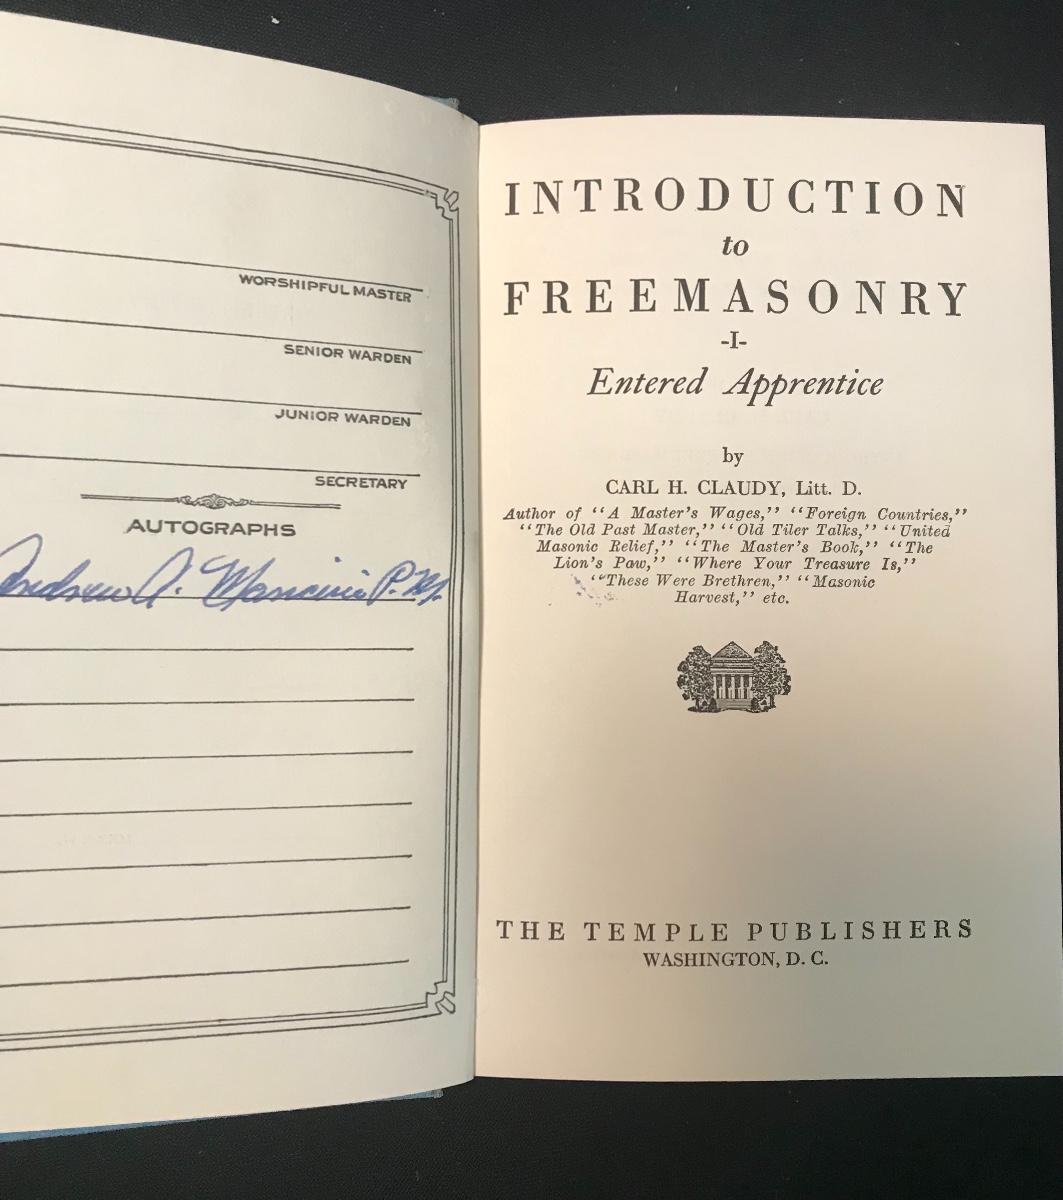 WORSHIPFUL MASTER
SENIOR WARDEN
JUNIOR WARDEN
SECRETARY
AUTOGRAPHS
Andrew A. Mancini P.M.
INTRODUCTION
to
FREEMASONRY
-I-
Entered Apprentice
by
CARL H. CLAUDY, Litt. D.
Author of “A Master’s Wages,” “Foreign Countries,”
“The Old Past Master,” “Old Tiler Talks,” “United
Masonic Relief,” “The Master’s Book,” “The
Lion’s Paw,” “Where Your Treasure Is,”
“These Were Brethren,” “Masonic
Harvest,” etc.
THE TEMPLE PUBLISHERS
WASHINGTON, D. C.